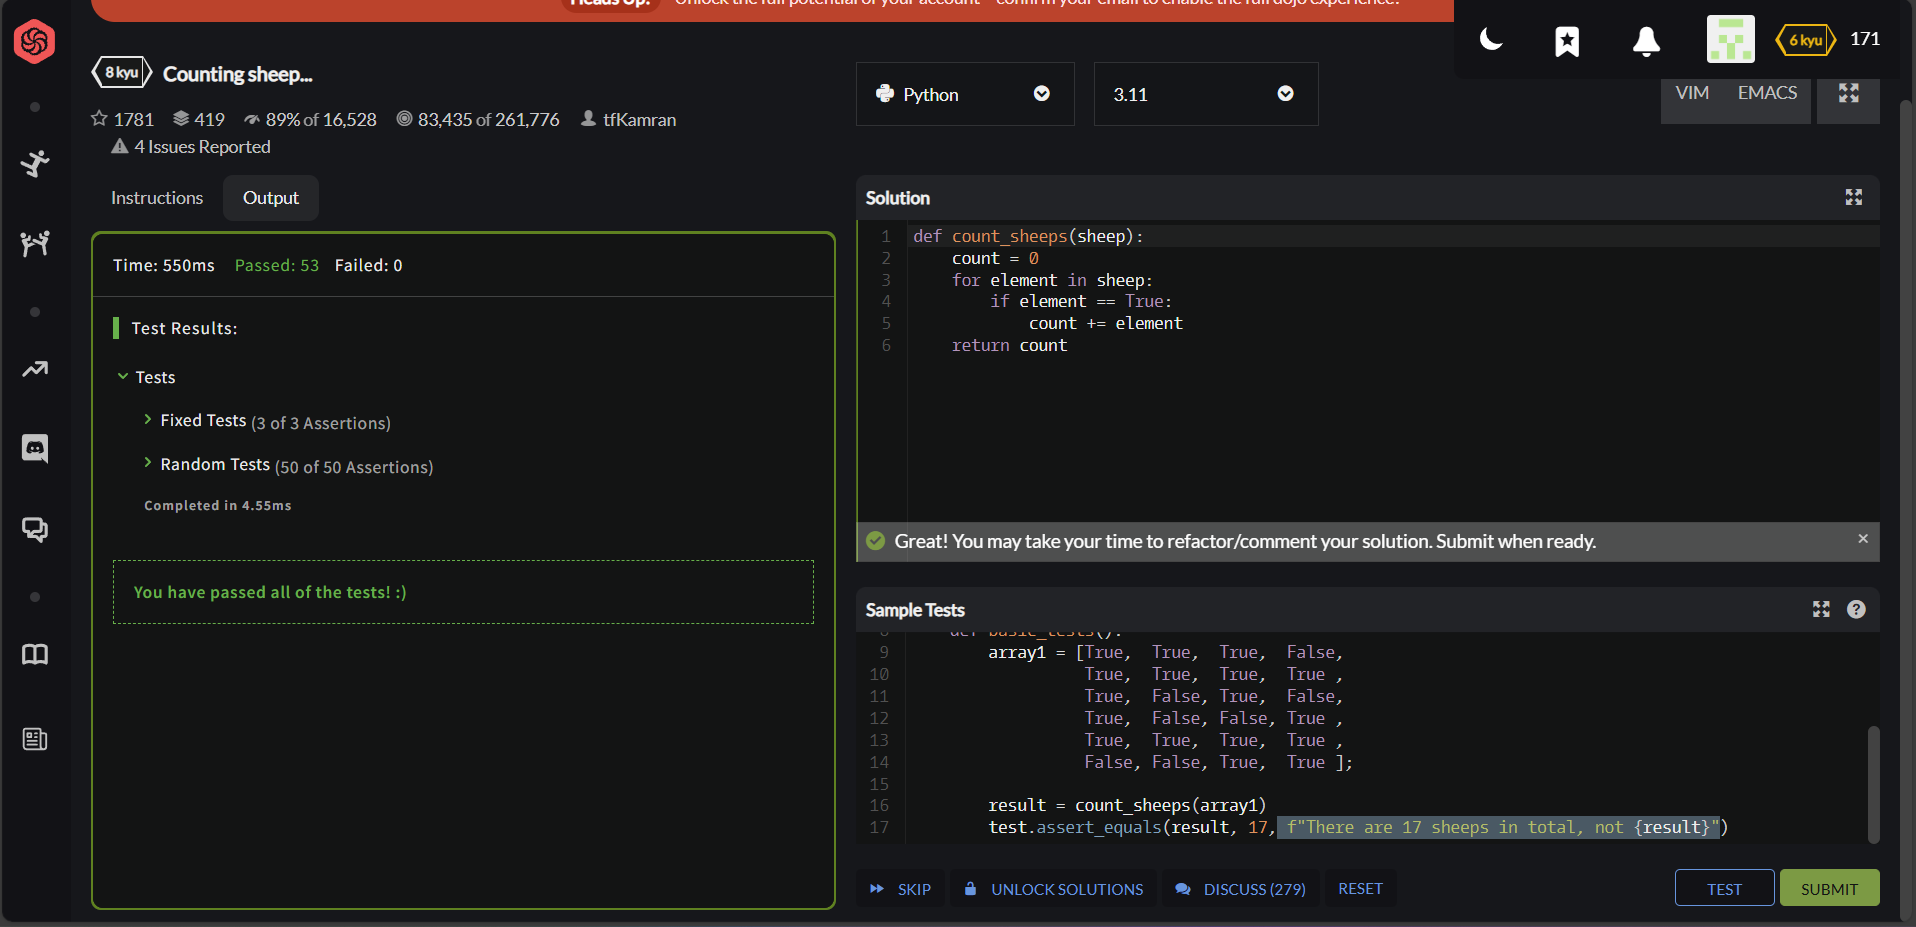 Heads Up! Unlock the full potential of your account - confirm your email to enable the full dojo experience!
8 kyu Counting sheep...
1781 419 89% of 16,528 83,435 of 261,776 tfKamran
4 Issues Reported
Python 3.11
6 kyu 171
VIM EMACS
Instructions Output
Time: 550ms Passed: 53 Failed: 0
Test Results:
Tests
Fixed Tests (3 of 3 Assertions)
Random Tests (50 of 50 Assertions)
Completed in 4.55ms
You have passed all of the tests! :)
Solution
1 def count_sheeps(sheep):
2     count = 0
3     for element in sheep:
4         if element == True:
5             count += element
6     return count
Great! You may take your time to refactor/comment your solution. Submit when ready. ×
Sample Tests
8 def basic_tests():
9 array1 = [True,  True,  True,  False,
10 True,  True,  True,  True ,
11 True,  False, True,  False,
12 True,  False, False, True ,
13 True,  True,  True,  True ,
14 False, False, True,  True ];
15
16 result = count_sheeps(array1)
17 test.assert_equals(result, 17, f"There are 17 sheeps in total, not {result}")
SKIP UNLOCK SOLUTIONS DISCUSS (279) RESET TEST SUBMIT